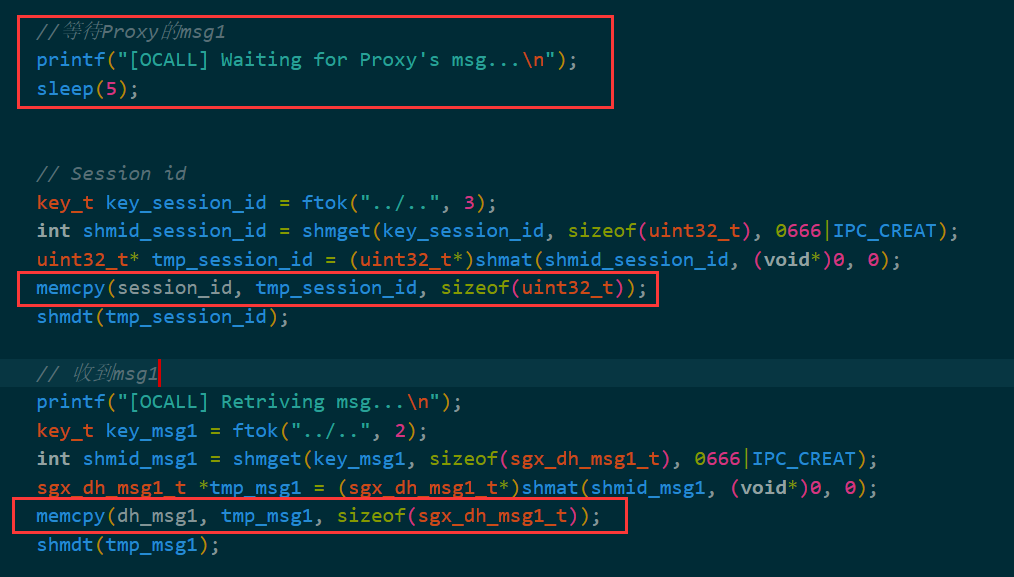 //等待Proxy的msg1
printf("[OCALL] Waiting for Proxy's msg...\n");
sleep(5);
// Session id
key_t key_session_id = ftok("../..", 3);
int shmid_session_id = shmget(key_session_id, sizeof(uint32_t), 0666|IPC_CREAT);
uint32_t* tmp_session_id = (uint32_t*)shmat(shmid_session_id, (void*)0, 0);
memcpy(session_id, tmp_session_id, sizeof(uint32_t));
shmdt(tmp_session_id);
// 收到msg1
printf("[OCALL] Retriving msg...\n");
key_t key_msg1 = ftok("../..", 2);
int shmid_msg1 = shmget(key_msg1, sizeof(sgx_dh_msg1_t), 0666|IPC_CREAT);
sgx_dh_msg1_t *tmp_msg1 = (sgx_dh_msg1_t*)shmat(shmid_msg1, (void*)0, 0);
memcpy(dh_msg1, tmp_msg1, sizeof(sgx_dh_msg1_t));
shmdt(tmp_msg1);